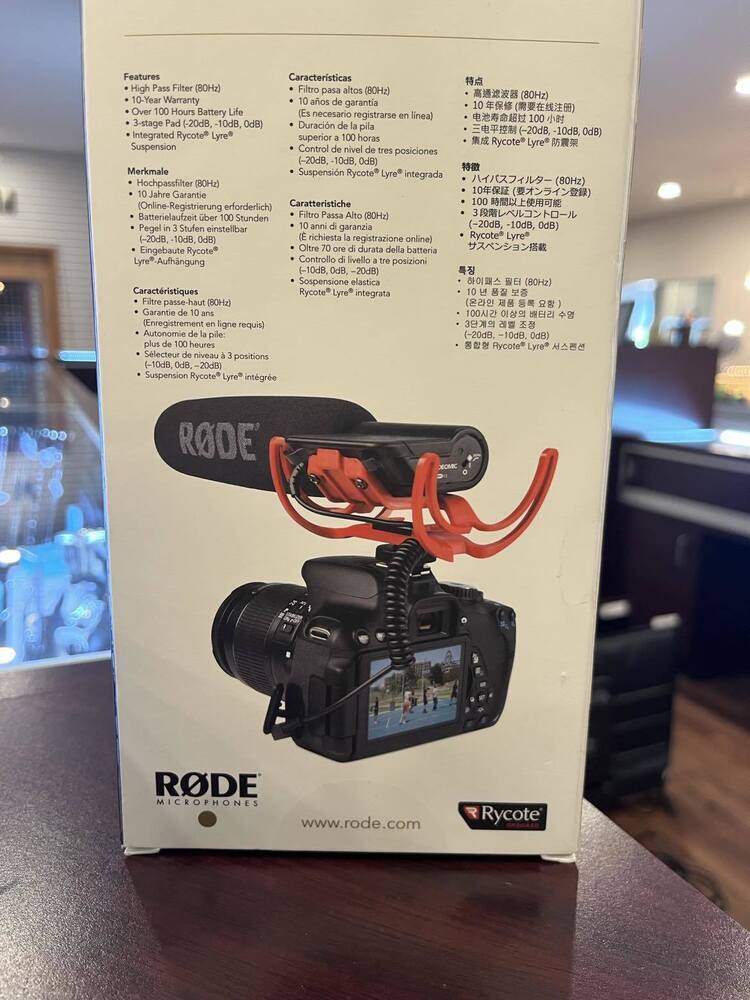 Features
• High Pass Filter (80Hz)
• 10-Year Warranty
• Over 100 Hours Battery Life
• 3-stage Pad (-20dB, -10dB, 0dB)
• Integrated Rycote® Lyre®
Suspension
Merkmale
• Hochpassfilter (80Hz)
• 10 Jahre Garantie
(Online-Registrierung erforderlich)
• Batterielaufzeit über 100 Stunden
• Pegel in 3 Stufen einstellbar
(–20dB, -10dB, 0dB)
• Eingebaute Rycote®
Lyre®-Aufhängung
Caractéristiques
• Filtre passe-haut (80Hz)
• Garantie de 10 ans
(Enregistrement en ligne requis)
• Autonomie de la pile:
plus de 100 heures
• Sélecteur de niveau à 3 positions
(–10dB, 0dB, –20dB)
• Suspension Rycote® Lyre® intégrée
Características
• Filtro pasa altos (80Hz)
• 10 años de garantía
(Es necesario registrarse en línea)
• Duración de la pila
superior a 100 horas
• Control de nivel de tres posiciones
(–20dB, -10dB, 0dB)
• Suspensión Rycote® Lyre® integrada
Caratteristiche
• Filtro Passa Alto (80Hz)
• 10 anni di garanzia
(È richiesta la registrazione online)
• Oltre 70 ore di durata della batteria
• Controllo di livello a tre posizioni
(–10dB, 0dB, –20dB)
• Sospensione elastica
Rycote® Lyre® integrata
特点
• 高通滤波器 (80Hz)
• 10 年保修 (需要在线注册)
• 电池寿命超过 100 小时
• 三电平控制 (–20dB, -10dB, 0dB)
• 集成 Rycote® Lyre® 防震架
特徴
• ハイパスフィルター (80Hz)
• 10年保証 (要オンライン登録)
• 100 時間以上使用可能
• 3 段階レベルコントロール
(–20dB, -10dB, 0dB)
• Rycote® Lyre®
サスペンション搭載
특징
• 하이패스 필터 (80Hz)
• 10 년 품질 보증
(온라인 제품 등록 요함 )
• 100시간 이상의 배터리 수명
• 3단계의 레벨 조정
(–20dB, –10dB, 0dB)
• 통합형 Rycote® Lyre® 서스펜션
RØDE
RØDE
MICROPHONES
www.rode.com
Rycote®